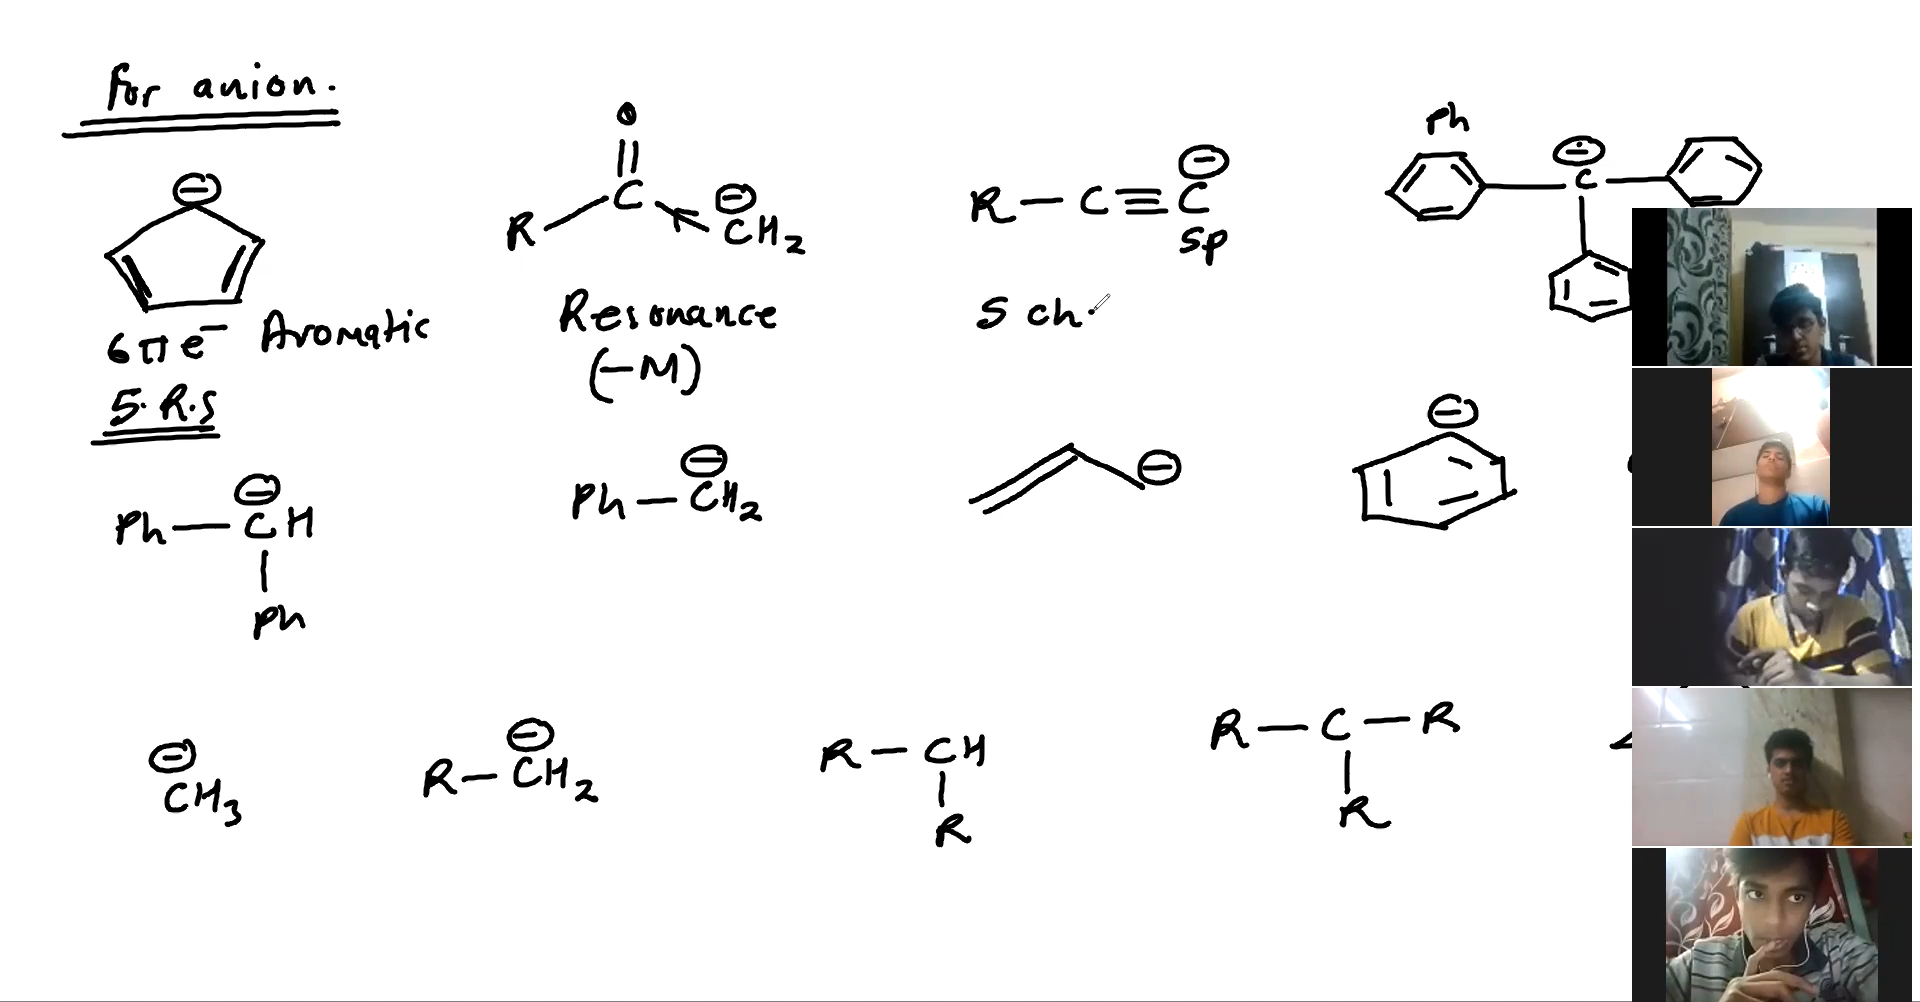 for anion.
6πe⁻ Aromatic
5.R.S
O
||
R C ⊖CH2
Resonance
(-M)
⊖
R-C≡C
sp
S ch.
Ph
⊖
C
⊖
Ph-CH
|
Ph
⊖
Ph-CH2
⊖
⊖
⊖
CH3
⊖
R-CH2
R-CH
|
R
R-C-R
|
R